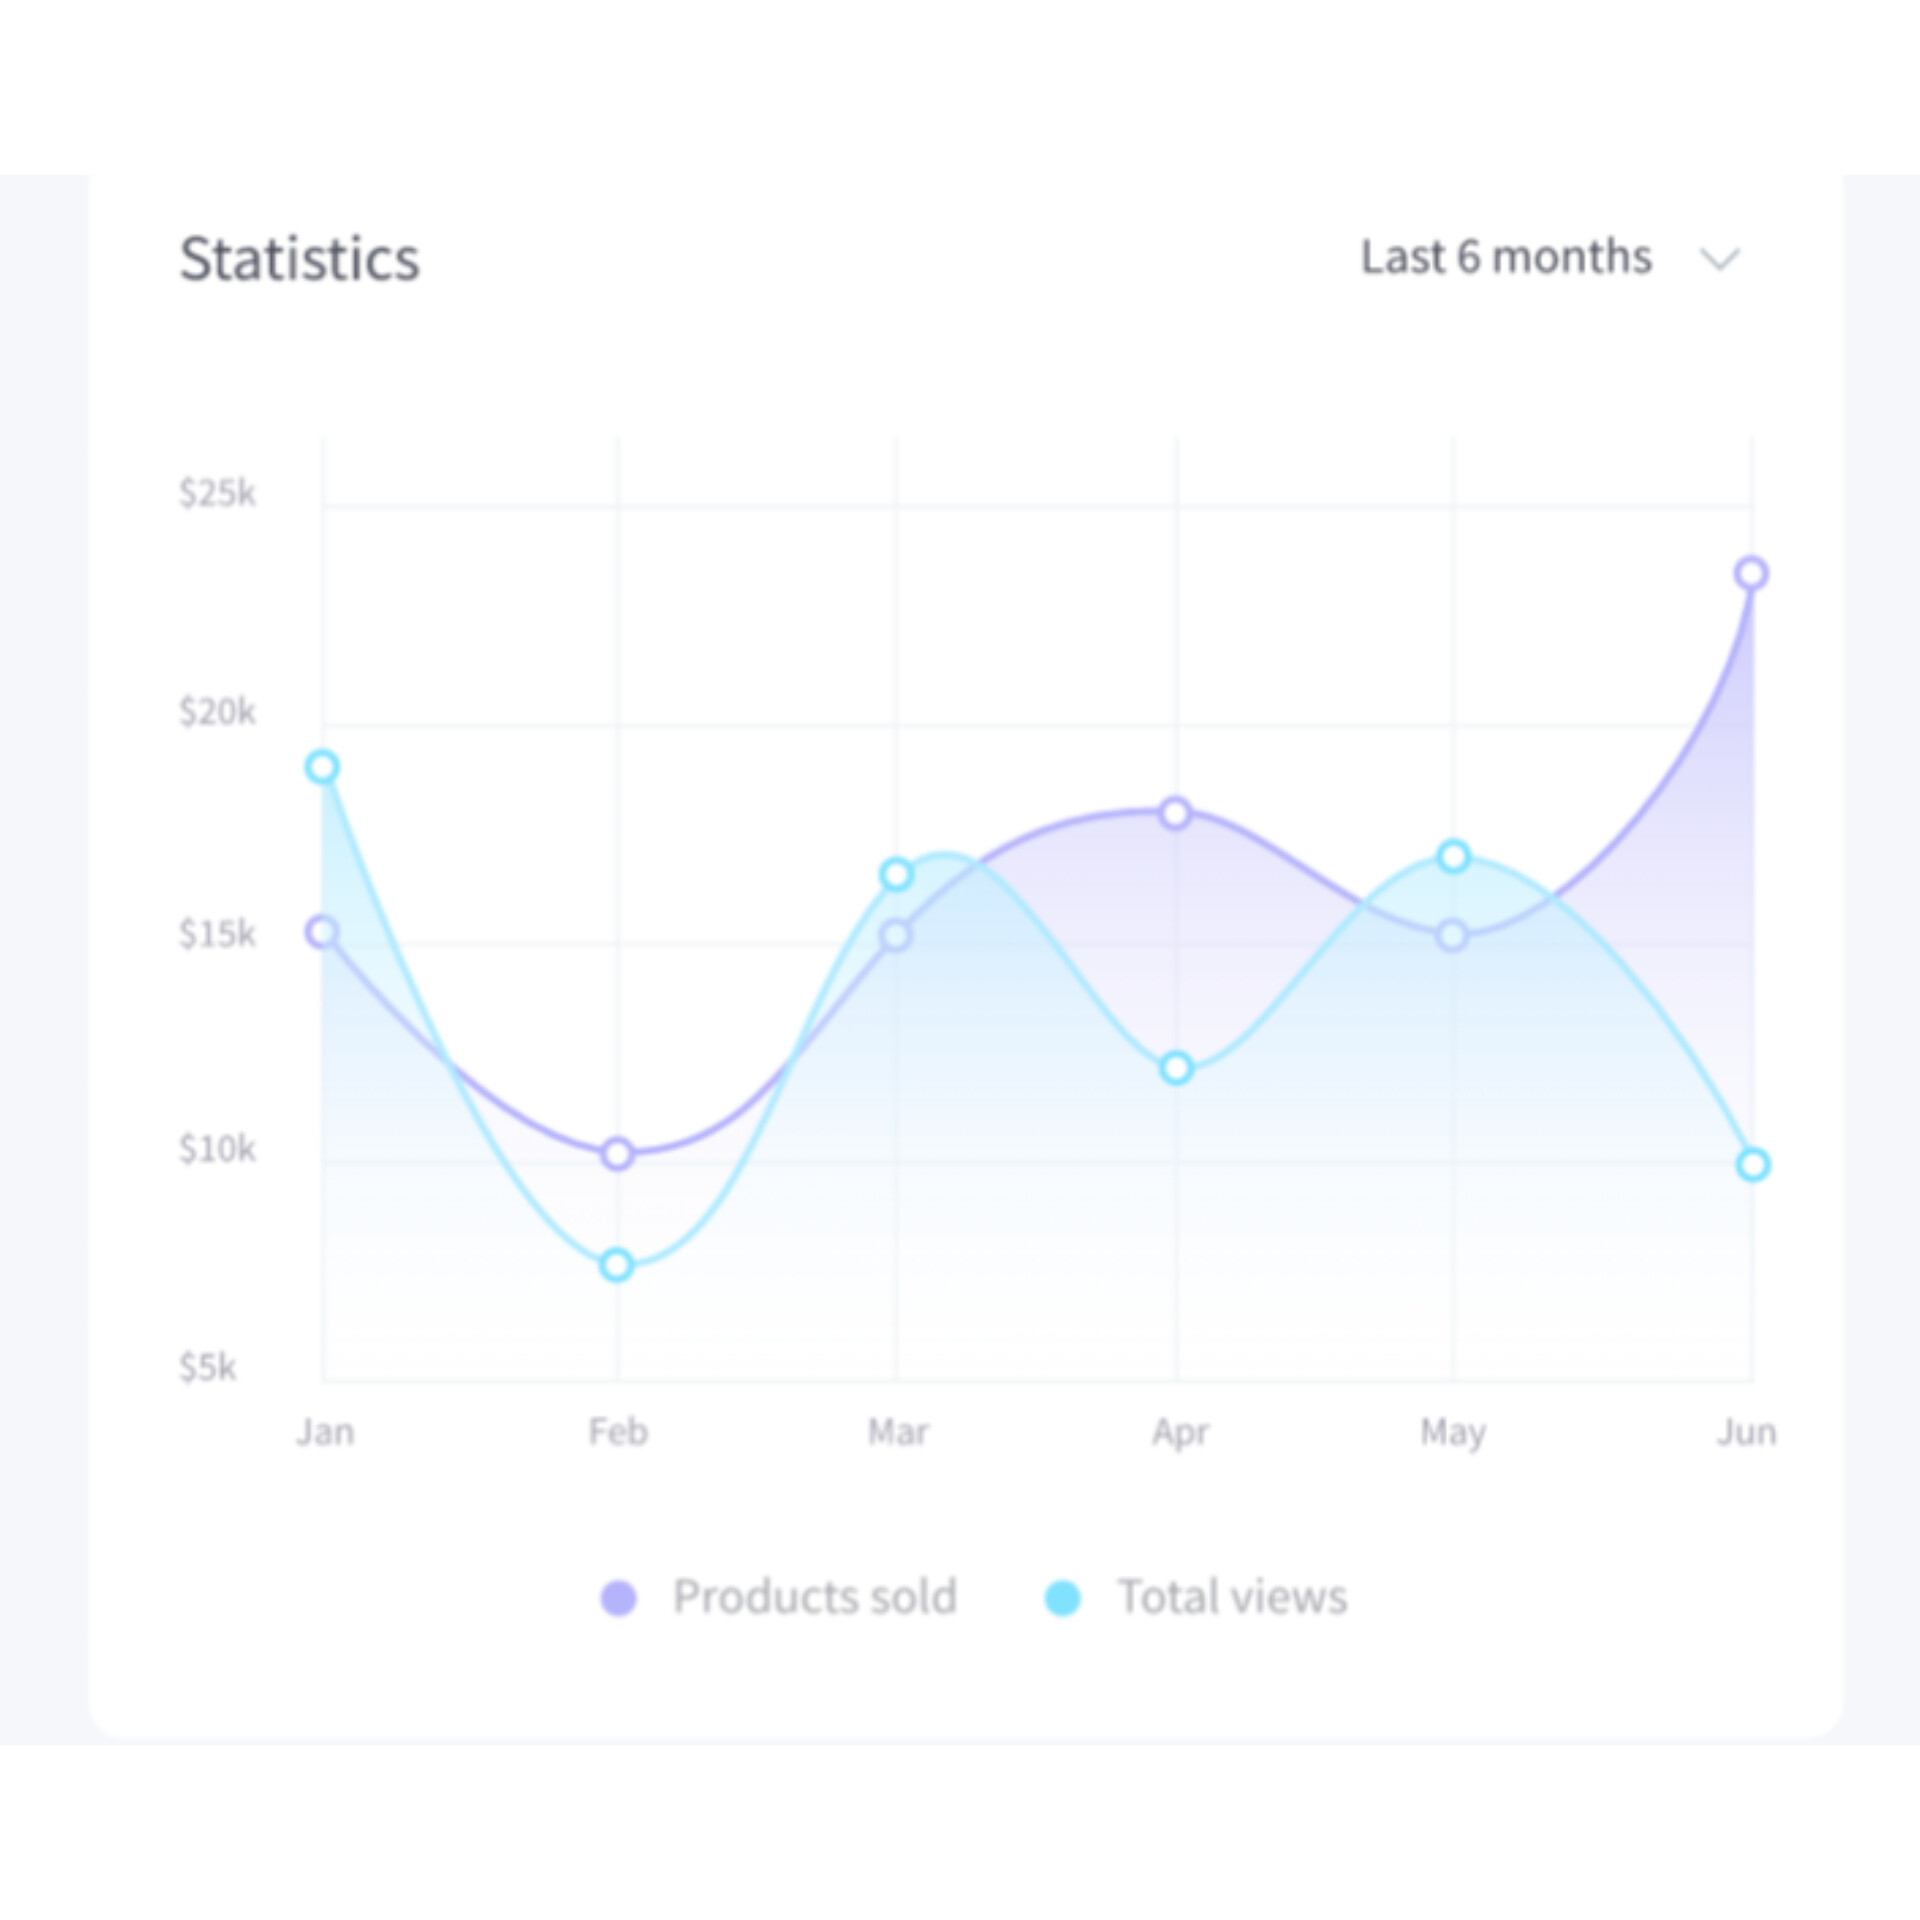 Statistics
Last 6 months
$25k
$20k
$15k
$10k
$5k
Jan Feb Mar Apr May Jun
Products sold Total views